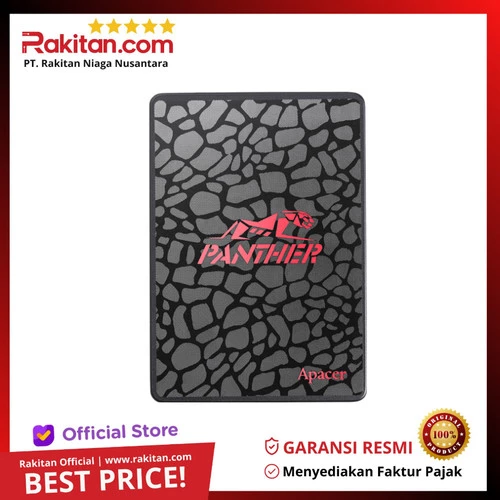 Rakitan.com
PT. Rakitan Niaga Nusantara
PANTHER
Apacer
Official Store
Rakitan Official | www.rakitan.com
BEST PRICE!
GARANSI RESMI
Menyediakan Faktur Pajak
ORIGINAL
100%
PRODUCT